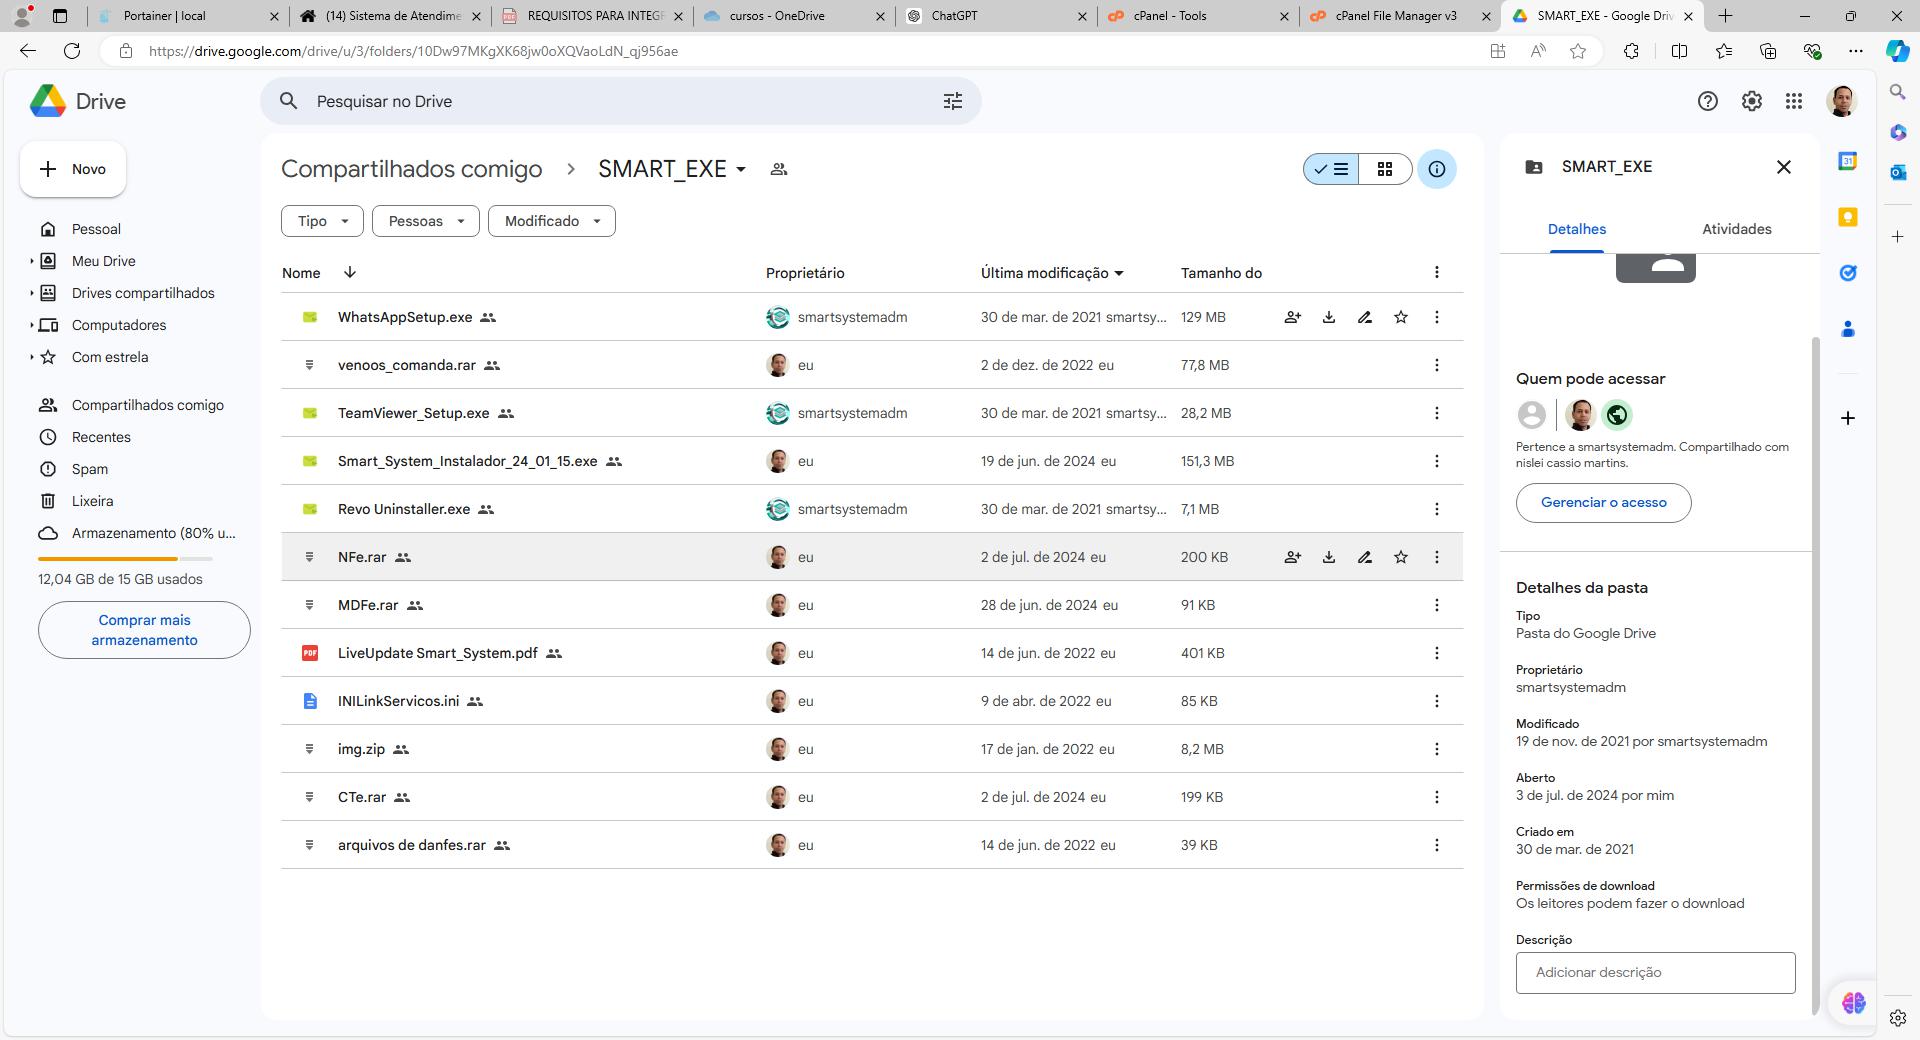 Portainer | local
(14) Sistema de Atendime
REQUISITOS PARA INTEGR
cursos - OneDrive
ChatGPT
cPanel - Tools
cPanel File Manager v3
SMART_EXE - Google Driv
https://drive.google.com/drive/u/3/folders/10Dw97MKgXK68jw0oXQVaoLdN_qj956ae
Drive
Pesquisar no Drive
Novo
Pessoal
Meu Drive
Drives compartilhados
Computadores
Com estrela
Compartilhados comigo
Recentes
Spam
Lixeira
Armazenamento (80% u...
12,04 GB de 15 GB usados
Comprar mais
armazenamento
Compartilhados comigo > SMART_EXE
Tipo Pessoas Modificado
Nome Proprietário Última modificação Tamanho do
WhatsAppSetup.exe smartsystemadm 30 de mar. de 2021 smartsy... 129 MB
venoos_comanda.rar eu 2 de dez. de 2022 eu 77,8 MB
TeamViewer_Setup.exe smartsystemadm 30 de mar. de 2021 smartsy... 28,2 MB
Smart_System_Instalador_24_01_15.exe eu 19 de jun. de 2024 eu 151,3 MB
Revo Uninstaller.exe smartsystemadm 30 de mar. de 2021 smartsy... 7,1 MB
NFe.rar eu 2 de jul. de 2024 eu 200 KB
MDFe.rar eu 28 de jun. de 2024 eu 91 KB
PDF LiveUpdate Smart_System.pdf eu 14 de jun. de 2022 eu 401 KB
INILinkServicos.ini eu 9 de abr. de 2022 eu 85 KB
img.zip eu 17 de jan. de 2022 eu 8,2 MB
CTe.rar eu 2 de jul. de 2024 eu 199 KB
arquivos de danfes.rar eu 14 de jun. de 2022 eu 39 KB
SMART_EXE
Detalhes Atividades
Quem pode acessar
Pertence a smartsystemadm. Compartilhado com
nislei cassio martins.
Gerenciar o acesso
Detalhes da pasta
Tipo
Pasta do Google Drive
Proprietário
smartsystemadm
Modificado
19 de nov. de 2021 por smartsystemadm
Aberto
3 de jul. de 2024 por mim
Criado em
30 de mar. de 2021
Permissões de download
Os leitores podem fazer o download
Descrição
Adicionar descrição
31